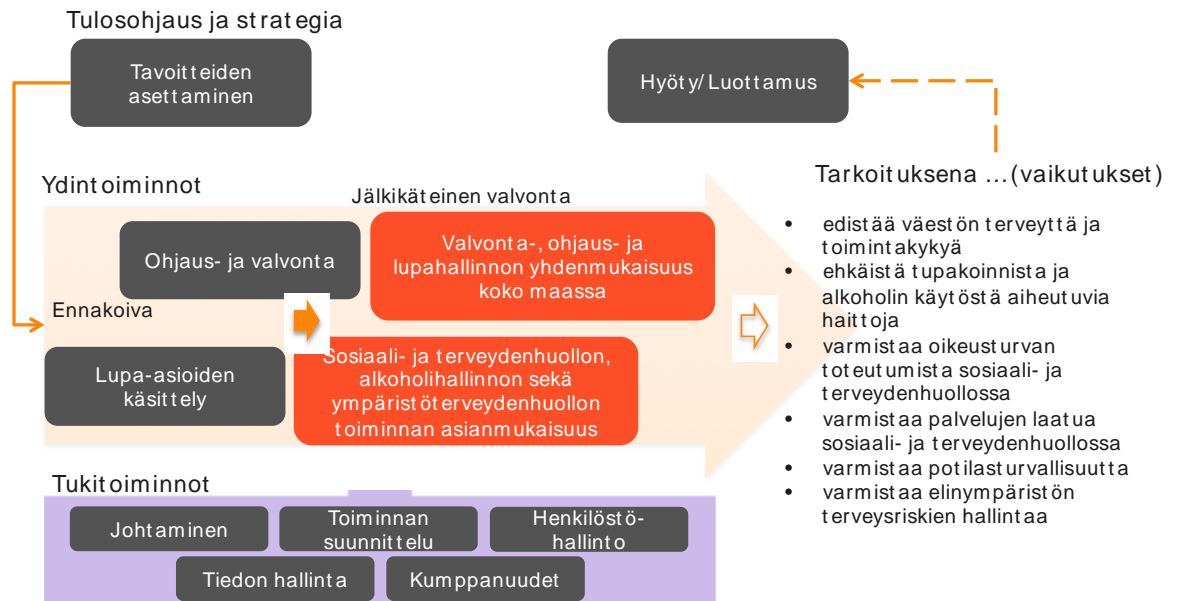 Tulosohjaus ja strategia
Tavoitteiden
asettaminen
Hyöty/Luottamus
Ydintoiminnot
Jälkikäteinen valvonta
Ohjaus- ja valvonta
Valvonta-, ohjaus- ja
lupahallinnon yhdenmukaisuus
koko maassa
Ennakoiva
Lupa-asioiden
käsittely
Sosiaali- ja terveydenhuollon,
alkoholihallinnon sekä
ympäristöterveydenhuollon
toiminnan asianmukaisuus
Tarkoituksena ...(vaikutukset)
• edistää väestön terveyttä ja
toimintakykyä
• ehkäistä tupakoinnista ja
alkoholin käytöstä aiheutuvia
haittoja
• varmistaa oikeusturvan
toteutumista sosiaali- ja
terveydenhuollossa
• varmistaa palvelujen laatua
sosiaali- ja terveydenhuollossa
• varmistaa potilasturvallisuutta
• varmistaa elinympäristön
terveysriskien hallintaa
Tukitoiminnot
Johtaminen
Toiminnan
suunnittelu
Henkilöstö-
hallinto
Tiedon hallinta
Kumppanuudet